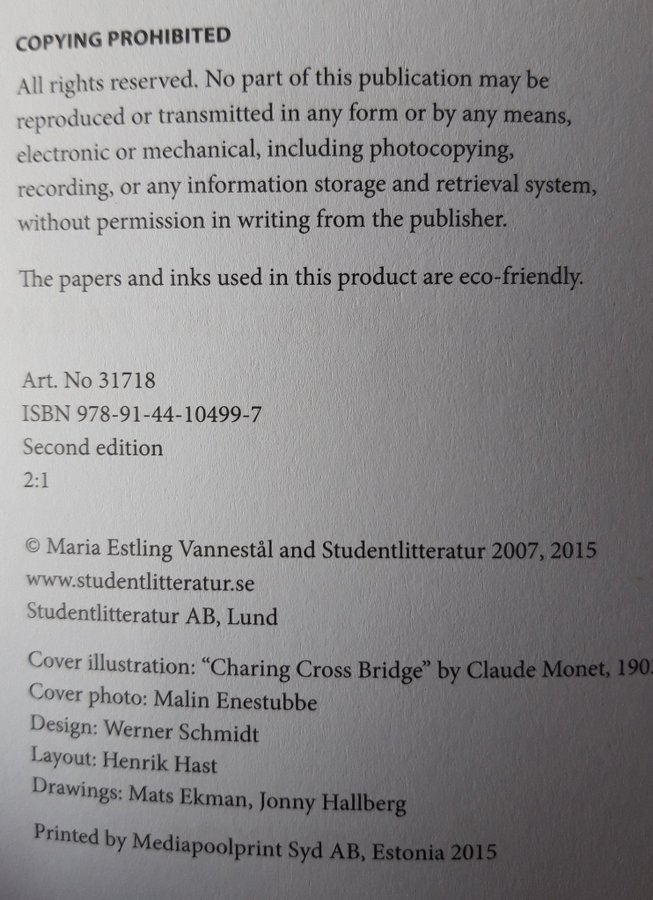 COPYING PROHIBITED
All rights reserved. No part of this publication may be
reproduced or transmitted in any form or by any means,
electronic or mechanical, including photocopying,
recording, or any information storage and retrieval system,
without permission in writing from the publisher.
The papers and inks used in this product are eco-friendly.
Art. No 31718
ISBN 978-91-44-10499-7
Second edition
2:1
© Maria Estling Vannestål and Studentlitteratur 2007, 2015
www.studentlitteratur.se
Studentlitteratur AB, Lund
Cover illustration: “Charing Cross Bridge” by Claude Monet,
Cover photo: Malin Enestubbe
Design: Werner Schmidt
Layout: Henrik Hast
Drawings: Mats Ekman, Jonny Hallberg
Printed by Mediapoolprint Syd AB, Estonia 2015